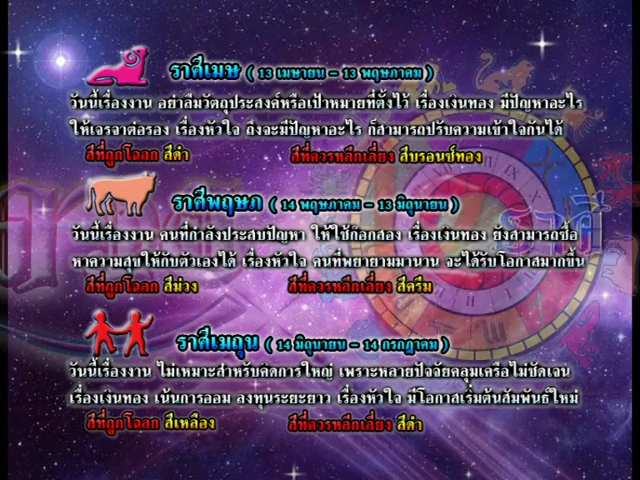 ราศีเมษ ( 13 เมษายน - 13 พฤษภาคม )
วันนี้เรื่องงาน อย่าลืมวัตถุประสงค์หรือเป้าหมายที่ตั้งไว้ เรื่องเงินทอง มีปัญหาอะไร
ให้เจรจาต่อรอง เรื่องหัวใจ ถึงจะมีปัญหาอะไร ก็สามารถปรับความเข้าใจกันได้
สีที่ถูกโฉลก สีดำ สีที่ควรหลีกเลี่ยง สีบรอนซ์ทอง
ราศีพฤษภ ( 14 พฤษภาคม - 13 มิถุนายน )
วันนี้เรื่องงาน คนที่กำลังประสบปัญหา ให้ใช้ก๊อกสอง เรื่องเงินทอง ยังสามารถซื้อ
หาความสุขให้กับตัวเองได้ เรื่องหัวใจ คนที่พยายามมานาน จะได้รับโอกาสมากขึ้น
สีที่ถูกโฉลก สีม่วง สีที่ควรหลีกเลี่ยง สีครีม
ราศีเมถุน ( 14 มิถุนายน - 14 กรกฎาคม )
วันนี้เรื่องงาน ไม่เหมาะสำหรับคิดการใหญ่ เพราะหลายปัจจัยคลุมเครือไม่ชัดเจน
เรื่องเงินทอง เน้นการออม ลงทุนระยะยาว เรื่องหัวใจ มีโอกาสเริ่มต้นสัมพันธ์ใหม่
สีที่ถูกโฉลก สีเหลือง สีที่ควรหลีกเลี่ยง สีดำ